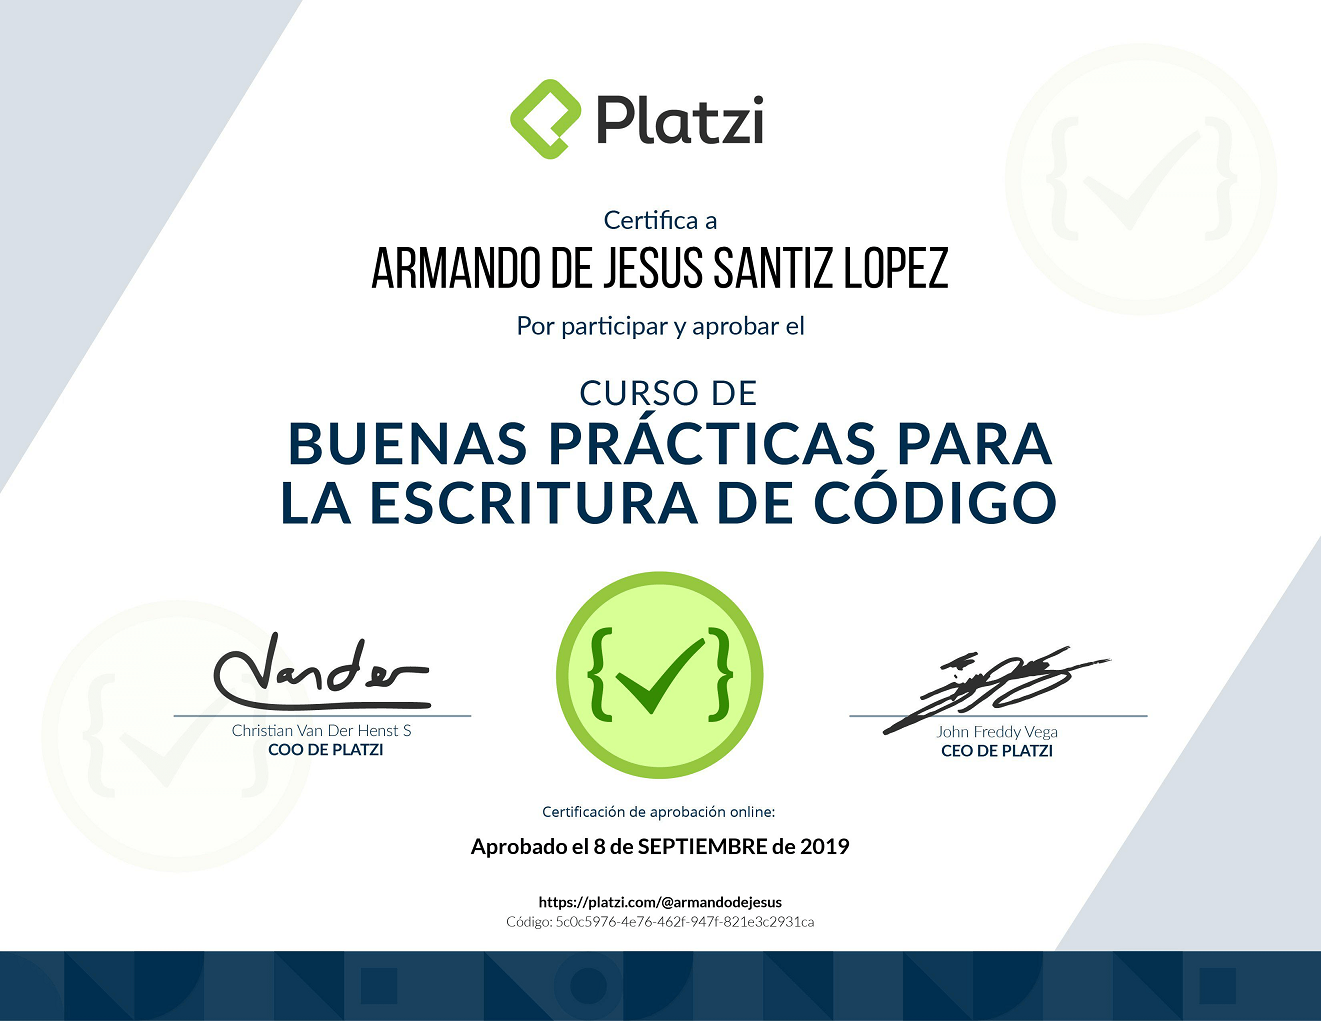 Platzi
Certifica a
ARMANDO DE JESUS SANTIZ LOPEZ
Por participar y aprobar el
CURSO DE
BUENAS PRÁCTICAS PARA
LA ESCRITURA DE CÓDIGO
Vander
Christian Van Der Henst S
COO DE PLATZI
John Freddy Vega
CEO DE PLATZI
Certificación de aprobación online:
Aprobado el 8 de SEPTIEMBRE de 2019
https://platzi.com/@armandodejesus
Código: 5c0c5976-4e76-462f-947f-821e3c2931ca